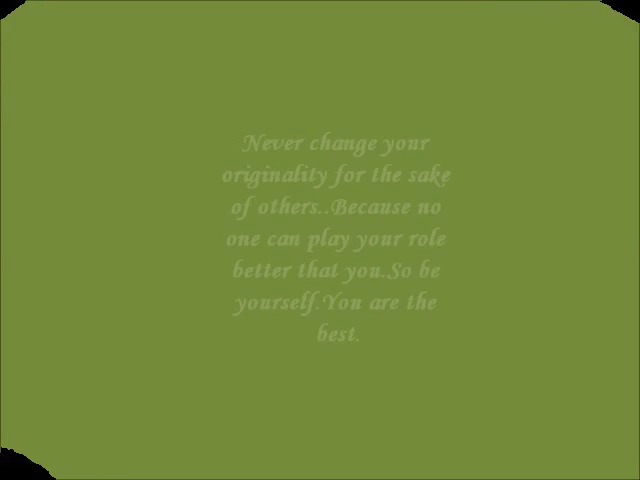 Never change your
originality for the sake
of others..Because no
one can play your role
better that you.So be
yourself.You are the
best.